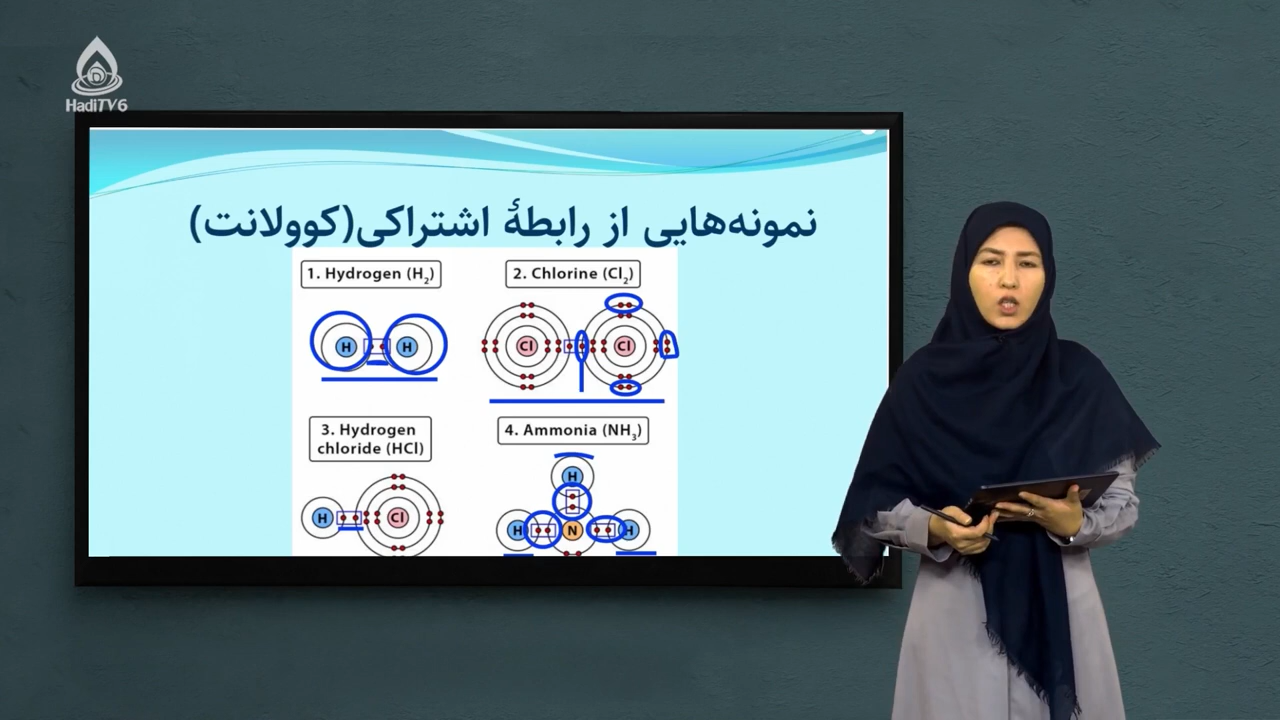 HadiTV6
نمونه‌هایی از رابطهٔ اشتراکی(کوولانت)
1. Hydrogen (H₂)
2. Chlorine (Cl₂)
H H
Cl Cl
3. Hydrogen
chloride (HCl)
4. Ammonia (NH₃)
H Cl
H
H N H